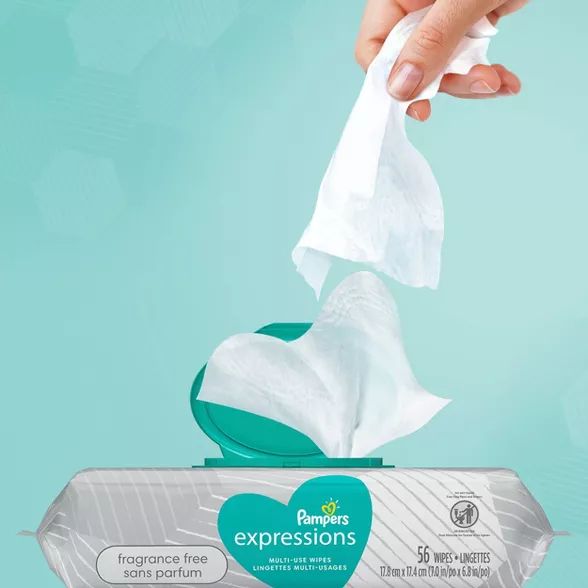 Pampers
expressions
MULTI-USE WIPES
LINGETTES MULTI-USAGES
fragrance free
sans parfum
56 WIPES • LINGETTES
17.8 cm x 17.4 cm (7.0 in/po x 6.8 in/po)